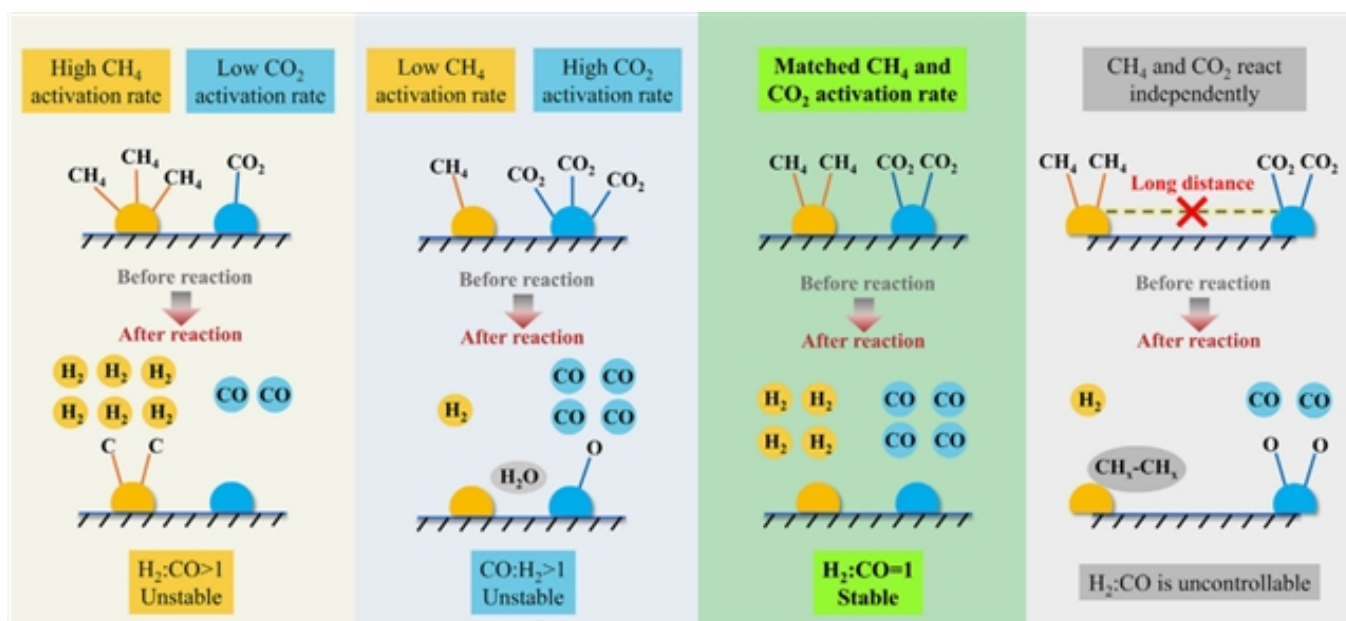 High CH₄
activation rate
Low CO₂
activation rate
CH₄
CH₄
CH₄
CO₂
Before reaction
After reaction
H₂ H₂ H₂
H₂ H₂ H₂
CO CO
C C
H₂:CO>1
Unstable
Low CH₄
activation rate
High CO₂
activation rate
CH₄
CO₂
CO₂
CO₂
Before reaction
After reaction
H₂
CO CO
CO CO
O
H₂O
CO:H₂>1
Unstable
Matched CH₄ and
CO₂ activation rate
CH₄ CH₄ CO₂ CO₂
Before reaction
After reaction
H₂ H₂ CO CO
H₂ H₂ CO CO
H₂:CO=1
Stable
CH₄ and CO₂ react
independently
CH₄ CH₄ CO₂ CO₂
Long distance
Before reaction
After reaction
H₂
CO CO
O O
CHₓ-CHₓ
H₂:CO is uncontrollable